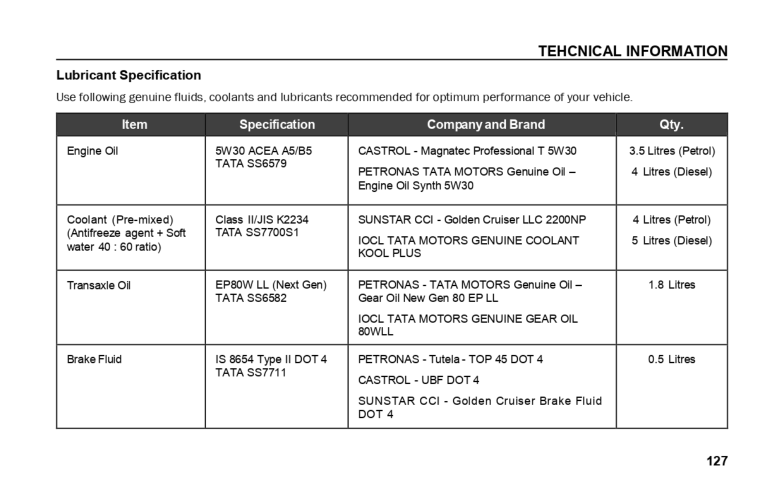 TEHCNICAL INFORMATION
Lubricant Specification
Use following genuine fluids, coolants and lubricants recommended for optimum performance of your vehicle.
Item Specification Company and Brand Qty.
Engine Oil 5W30 ACEA A5/B5 CASTROL - Magnatec Professional T 5W30 3.5 Litres (Petrol)
TATA SS6579
PETRONAS TATA MOTORS Genuine Oil – 4 Litres (Diesel)
Engine Oil Synth 5W30
Coolant (Pre-mixed) Class II/JIS K2234 SUNSTAR CCI - Golden Cruiser LLC 2200NP 4 Litres (Petrol)
(Antifreeze agent + Soft TATA SS7700S1
water 40 : 60 ratio) IOCL TATA MOTORS GENUINE COOLANT 5 Litres (Diesel)
KOOL PLUS
Transaxle Oil EP80W LL (Next Gen) PETRONAS - TATA MOTORS Genuine Oil – 1.8 Litres
TATA SS6582 Gear Oil New Gen 80 EP LL
IOCL TATA MOTORS GENUINE GEAR OIL
80WLL
Brake Fluid IS 8654 Type II DOT 4 PETRONAS - Tutela - TOP 45 DOT 4 0.5 Litres
TATA SS7711
CASTROL - UBF DOT 4
SUNSTAR CCI - Golden Cruiser Brake Fluid
DOT 4
127